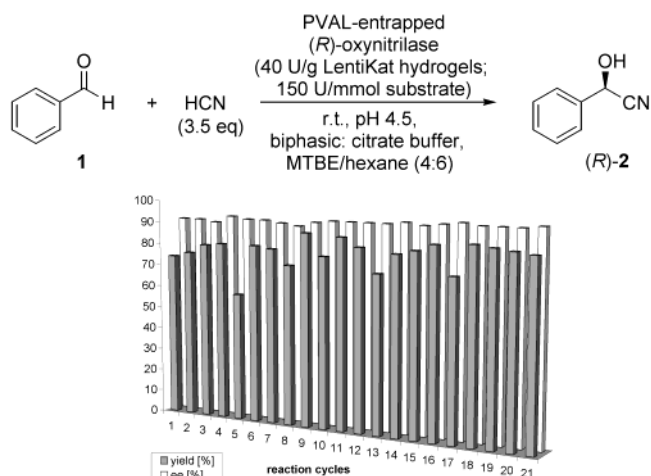 PVAL-entrapped
(R)-oxynitrilase
(40 U/g LentiKat hydrogels;
150 U/mmol substrate)
O
H
+
HCN
(3.5 eq)
r.t., pH 4.5,
biphasic: citrate buffer,
MTBE/hexane (4:6)
OH
CN
1
(R)-2
100
90
80
70
60
50
40
30
20
10
0
1 2 3 4 5 6 7 8 9 10 11 12 13 14 15 16 17 18 19 20 21
yield [%]
ee [%]
reaction cycles